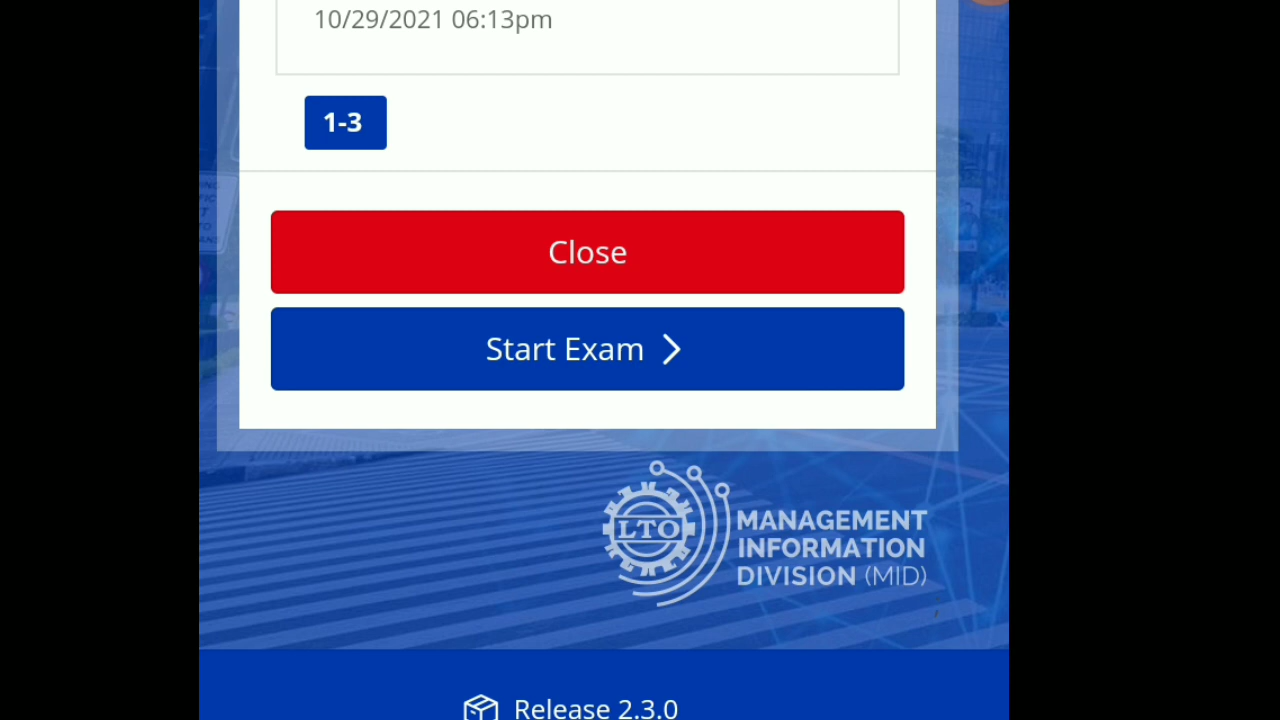 10/29/2021 06:13pm
1-3
Close
Start Exam
LTO
MANAGEMENT
INFORMATION
DIVISION (MID)
Release 2.3.0